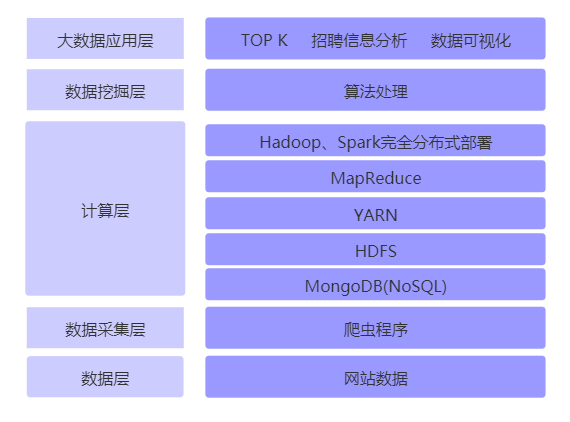 大数据应用层
TOP K 招聘信息分析 数据可视化
数据挖掘层
算法处理
计算层
Hadoop、Spark完全分布式部署
MapReduce
YARN
HDFS
MongoDB(NoSQL)
数据采集层
爬虫程序
数据层
网站数据